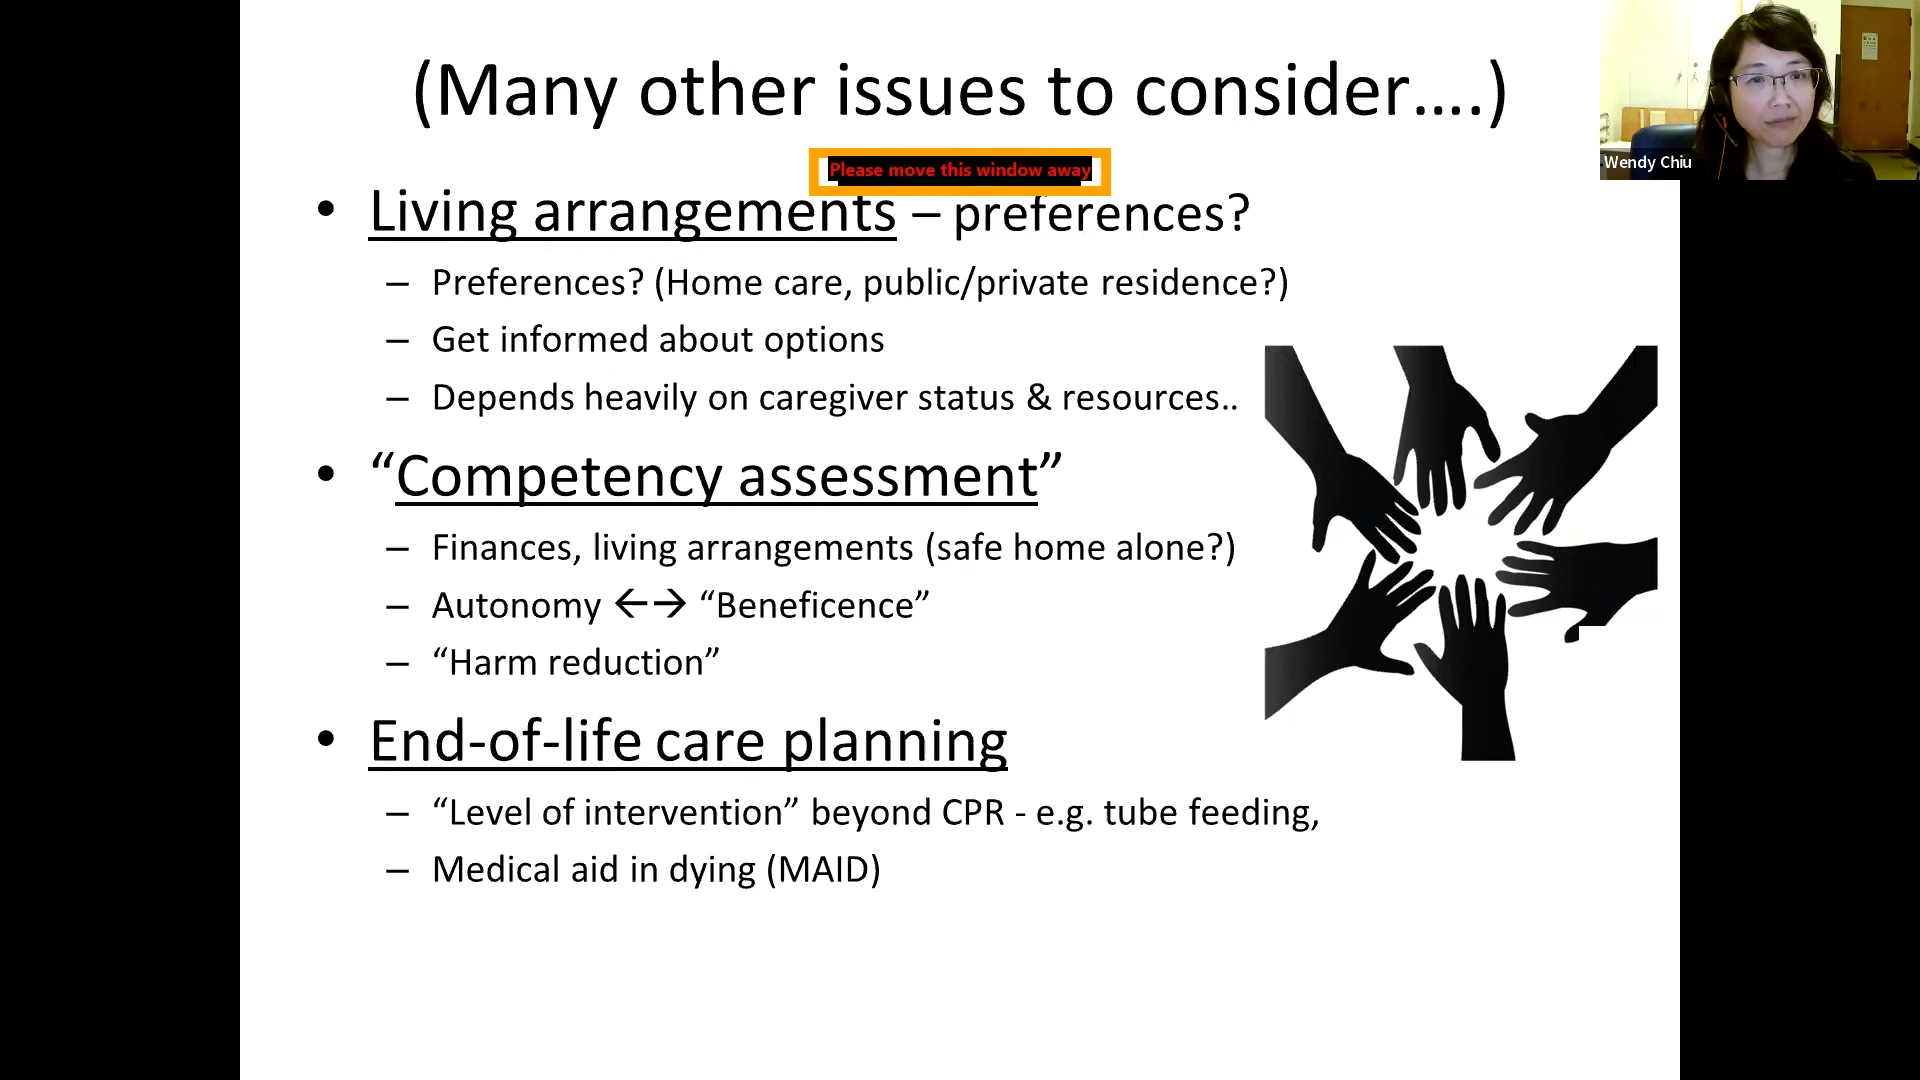 (Many other issues to consider....)
Wendy Chiu
Please move this window away
• Living arrangements – preferences?
– Preferences? (Home care, public/private residence?)
– Get informed about options
– Depends heavily on caregiver status & resources..
• “Competency assessment”
– Finances, living arrangements (safe home alone?)
– Autonomy ←→ “Beneficence”
– “Harm reduction”
• End-of-life care planning
– “Level of intervention” beyond CPR - e.g. tube feeding,
– Medical aid in dying (MAID)